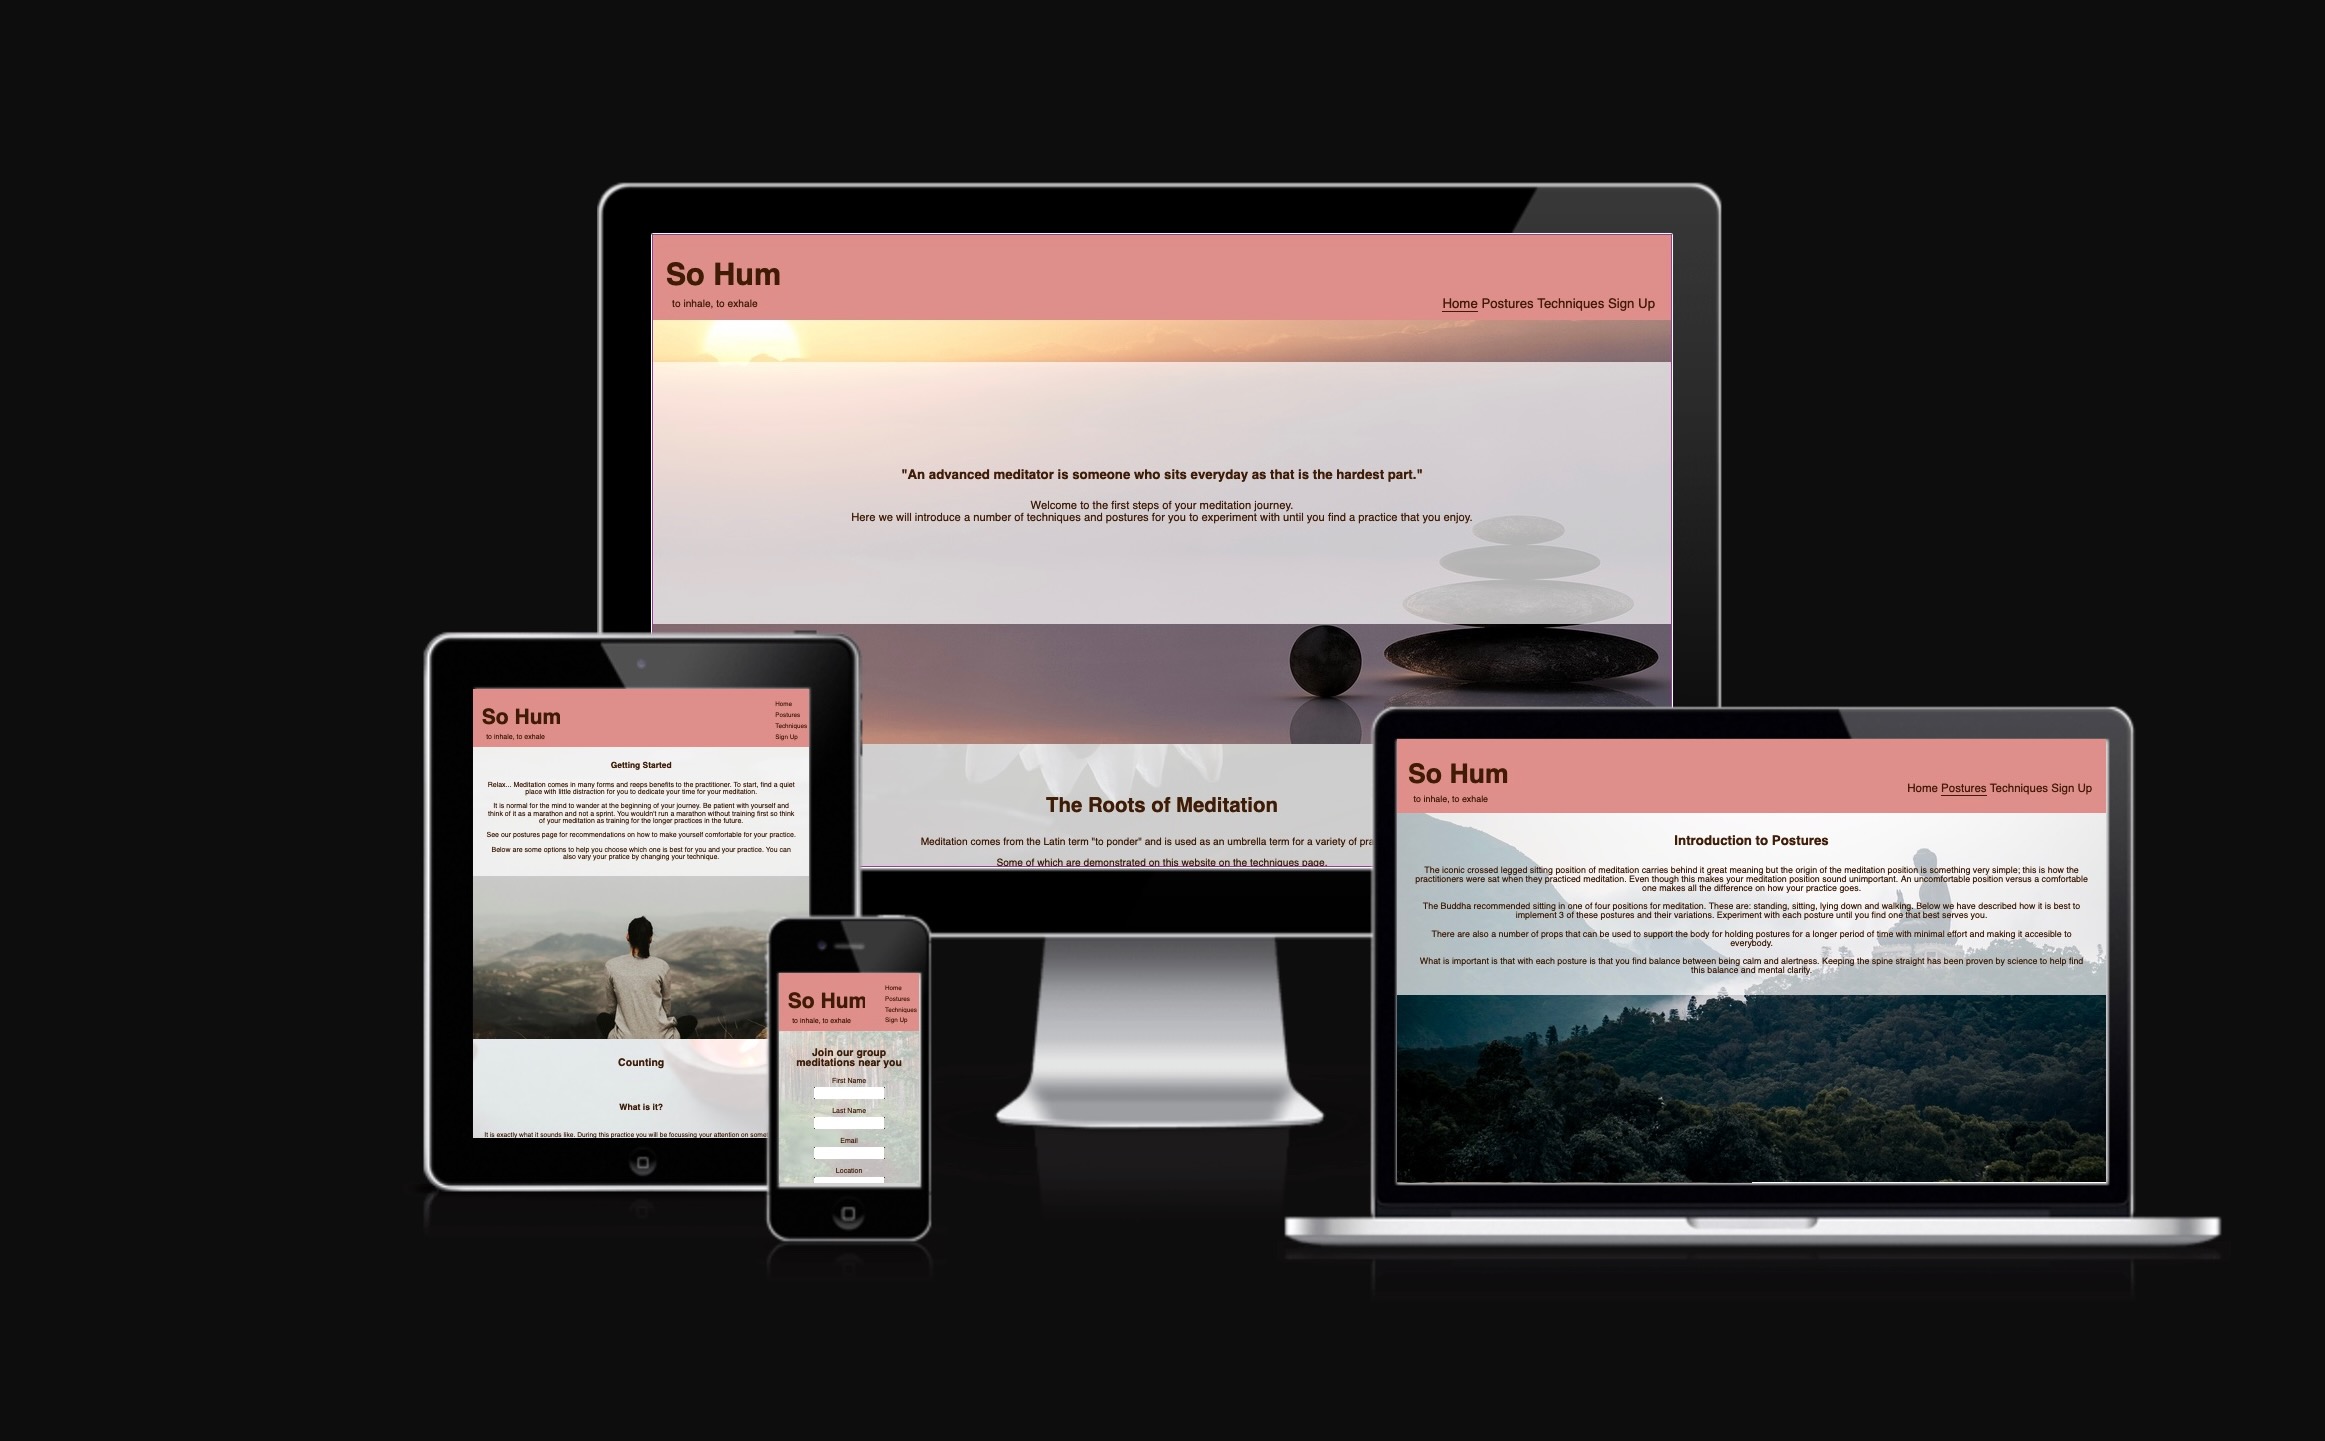 So Hum
to inhale, to exhale
Home Postures Techniques Sign Up
"An advanced meditator is someone who sits everyday as that is the hardest part."
Welcome to the first steps of your meditation journey.
Here we will introduce a number of techniques and postures for you to experiment with until you find a practice that you enjoy.
The Roots of Meditation
Meditation comes from the Latin term "to ponder" and is used as an umbrella term for a variety of pra
Some of which are demonstrated on this website on the techniques page.
So Hum
to inhale, to exhale
Home
Postures
Techniques
Sign Up
Getting Started
Relax... Meditation comes in many forms and reeps benefits to the practitioner. To start, find a quiet
place with little distraction for you to dedicate your time for your meditation.
It is normal for the mind to wander at the beginning of your journey. Be patient with yourself and
think of it as a marathon and not a sprint. You wouldn't run a marathon without training first so think
of your meditation as training for the longer practices in the future.
See our postures page for recommendations on how to make yourself comfortable for your practice.
Below are some options to help you choose which one is best for you and your practice. You can
also vary your pratice by changing your technique.
Counting
What is it?
It is exactly what it sounds like. During this practice you will be focussing your attention on some
So Hum
to inhale, to exhale
Home
Postures
Techniques
Sign Up
Join our group
meditations near you
First Name
Last Name
Email
Location
So Hum
to inhale, to exhale
Home Postures Techniques Sign Up
Introduction to Postures
The iconic crossed legged sitting position of meditation carries behind it great meaning but the origin of the meditation position is something very simple; this is how the
practitioners were sat when they practiced meditation. Even though this makes your meditation position sound unimportant. An uncomfortable position versus a comfortable
one makes all the difference on how your practice goes.
The Buddha recommended sitting in one of four positions for meditation. These are: standing, sitting, lying down and walking. Below we have described how it is best to
implement 3 of these postures and their variations. Experiment with each posture until you find one that best serves you.
There are also a number of props that can be used to support the body for holding postures for a longer period of time with minimal effort and making it accesible to
everybody.
What is important is that with each posture is that you find balance between being calm and alertness. Keeping the spine straight has been proven by science to help find
this balance and mental clarity.